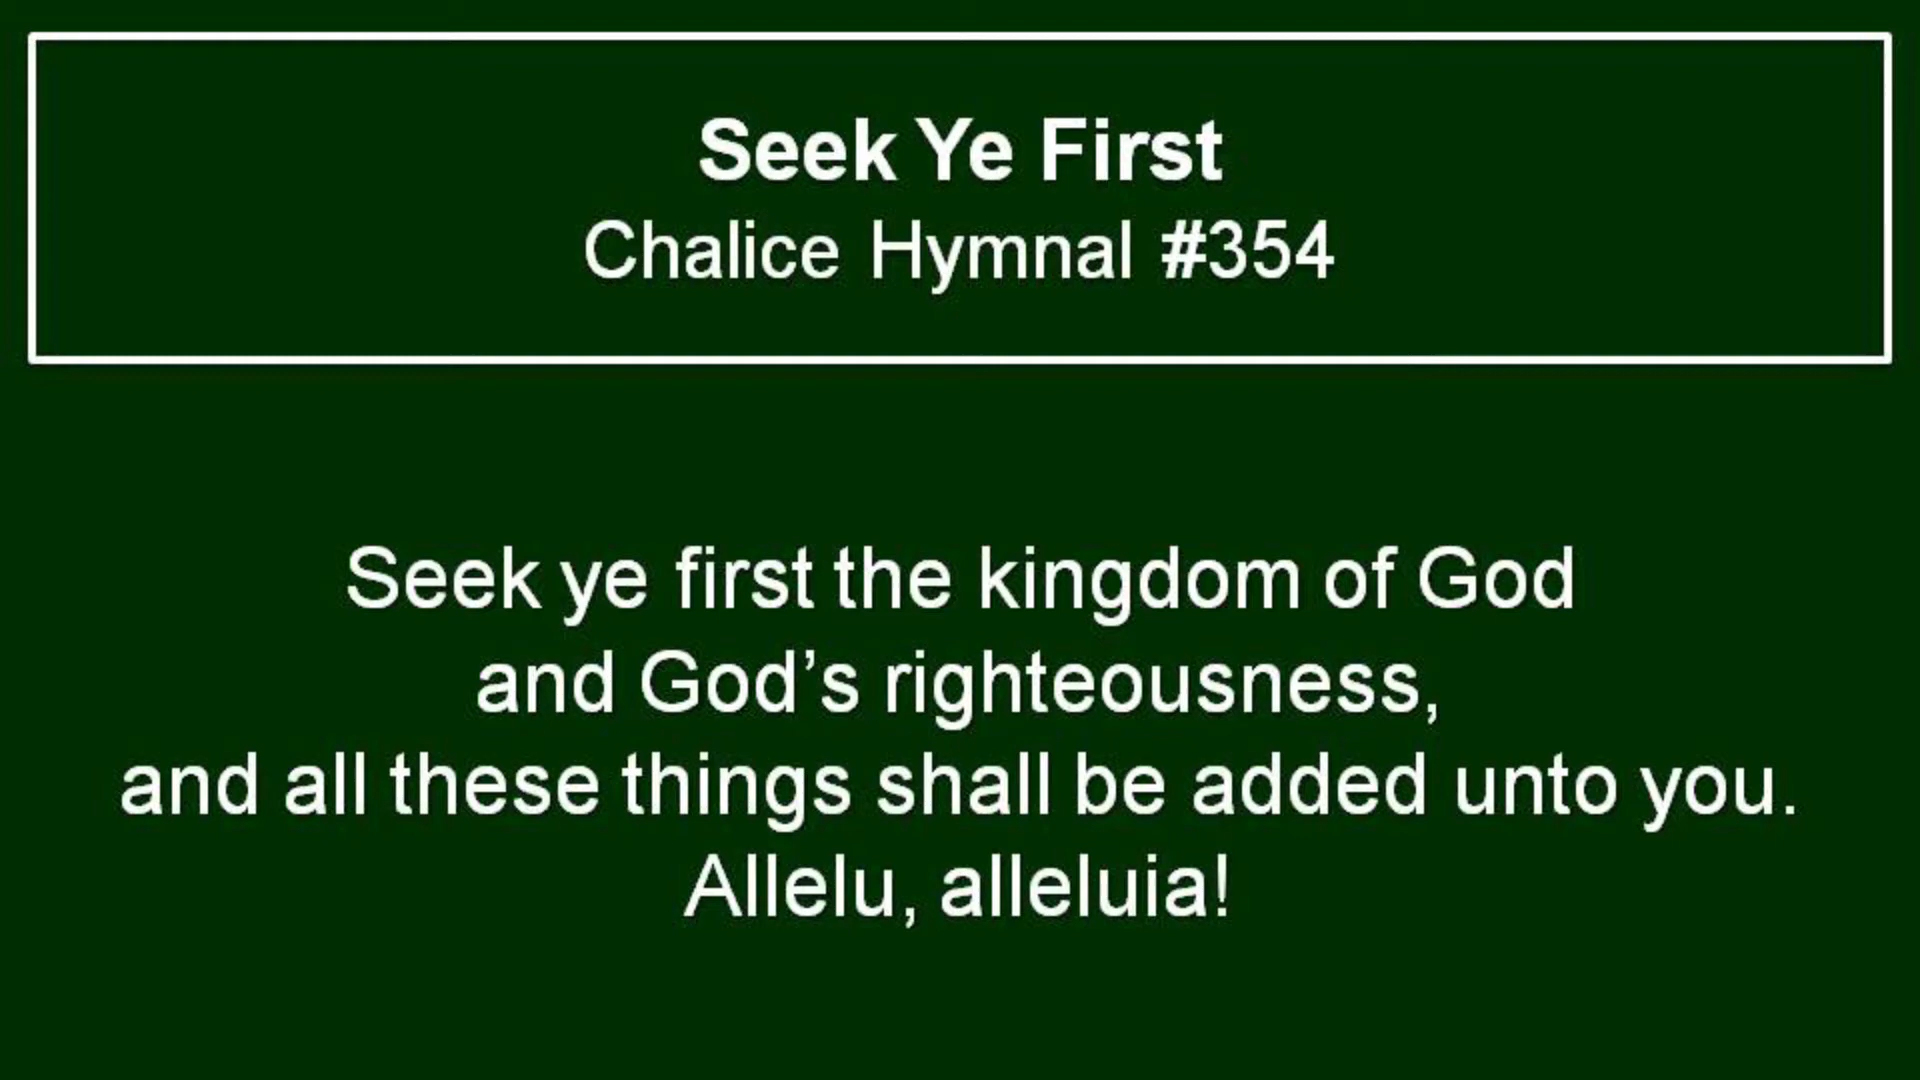 Seek Ye First
Chalice Hymnal #354
Seek ye first the kingdom of God
and God’s righteousness,
and all these things shall be added unto you.
Allelu, alleluia!